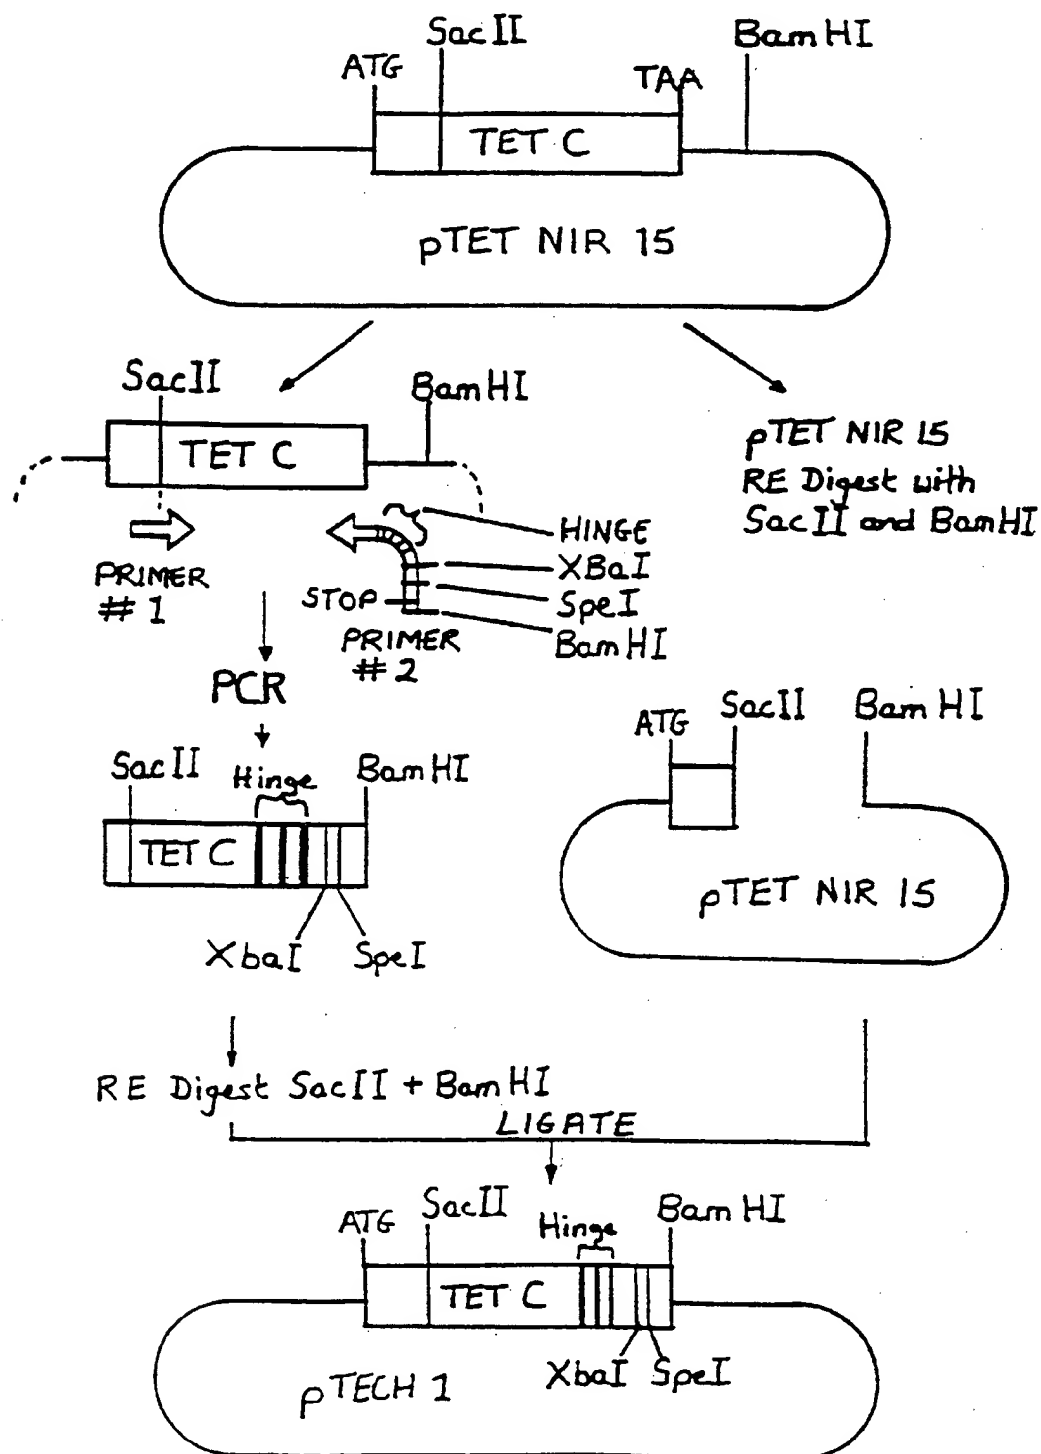 SacII
BamHI
ATG
TAA
TET C
pTET NIR 15
SacII
BamHI
TET C
pTET NIR 15
RE Digest with
SacII and BamHI
HINGE
XBaI
SpeI
BamHI
STOP
PRIMER
# 1
PRIMER
# 2
PCR
SacII
Hinge
BamHI
TET C
XbaI
SpeI
ATG
SacII
BamHI
pTET NIR 15
RE Digest SacII + BamHI
LIGATE
ATG
SacII
Hinge
BamHI
TET C
XbaI
SpeI
pTECH 1